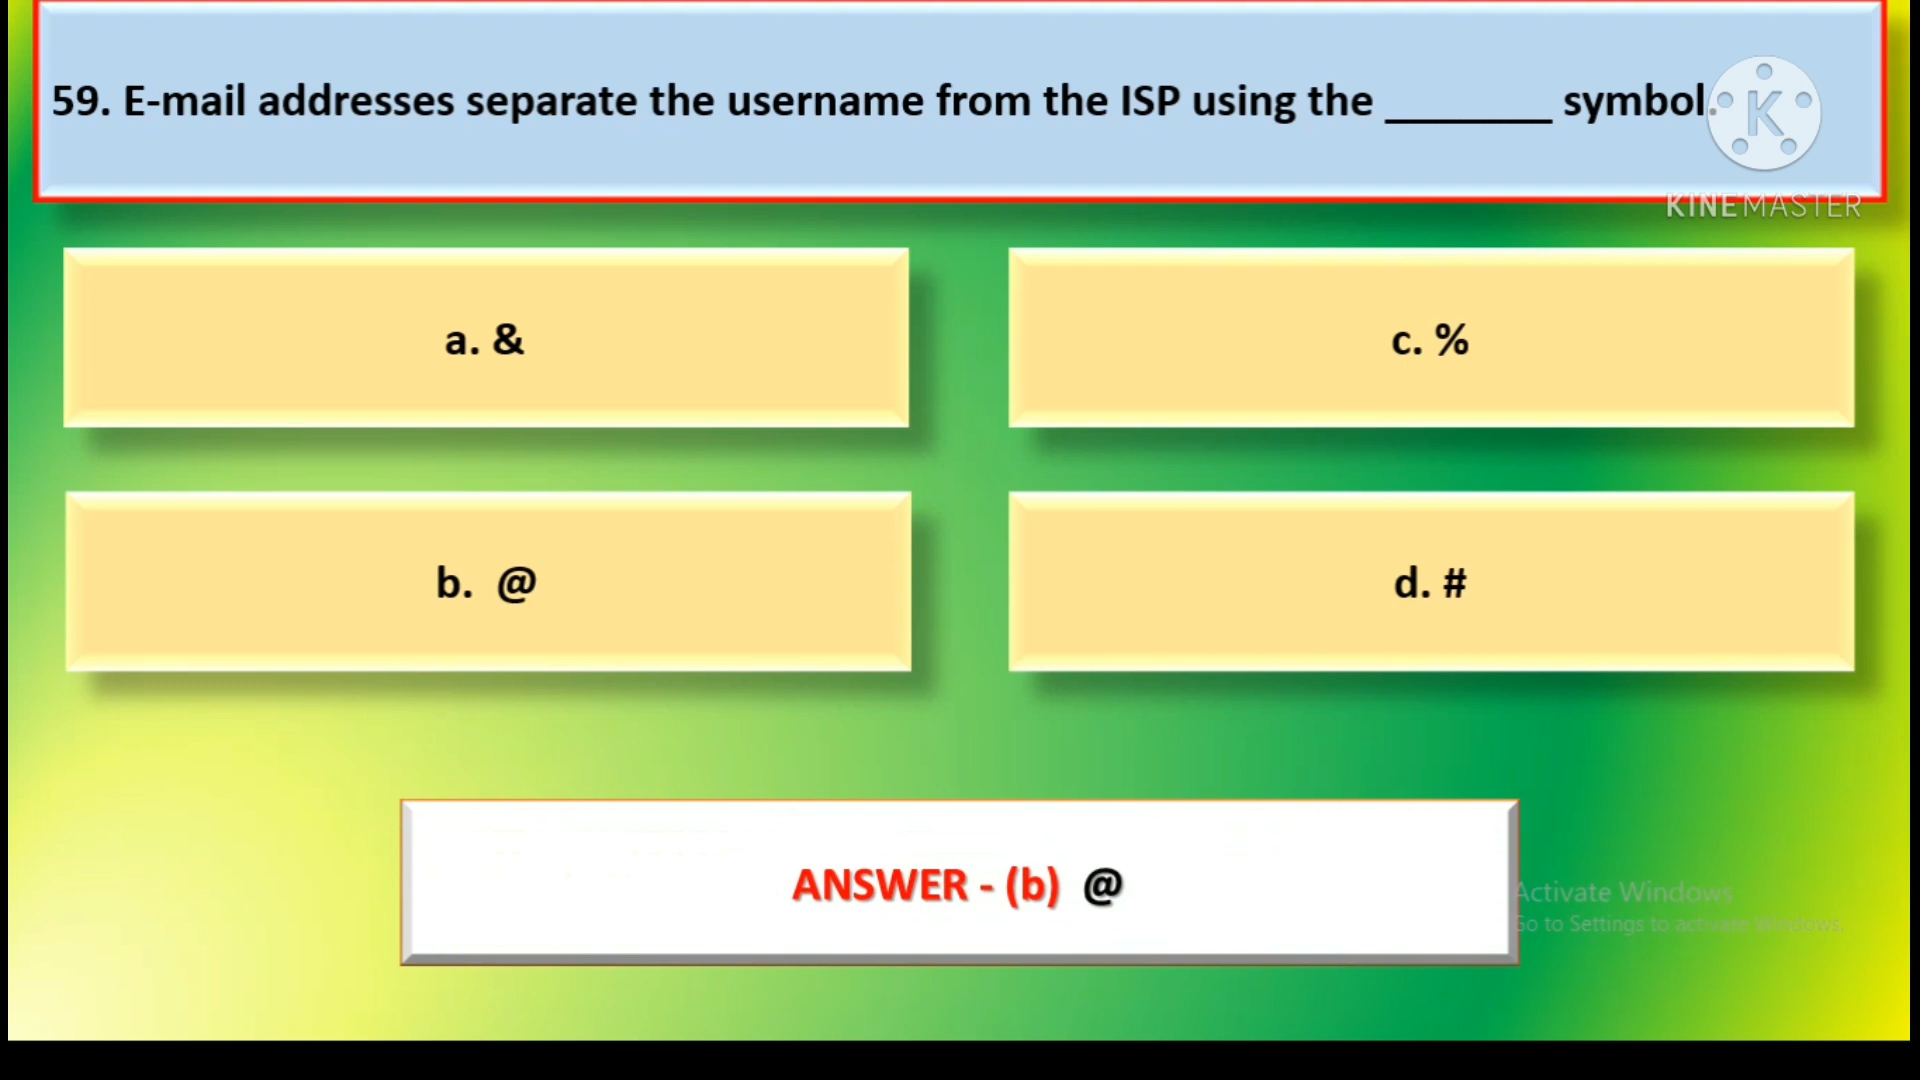 59. E-mail addresses separate the username from the ISP using the _______ symbol.
K
KINEMASTER
a. &
c. %
b. @
d. #
ANSWER - (b) @
Activate Windows
Go to Settings to activate Windows.